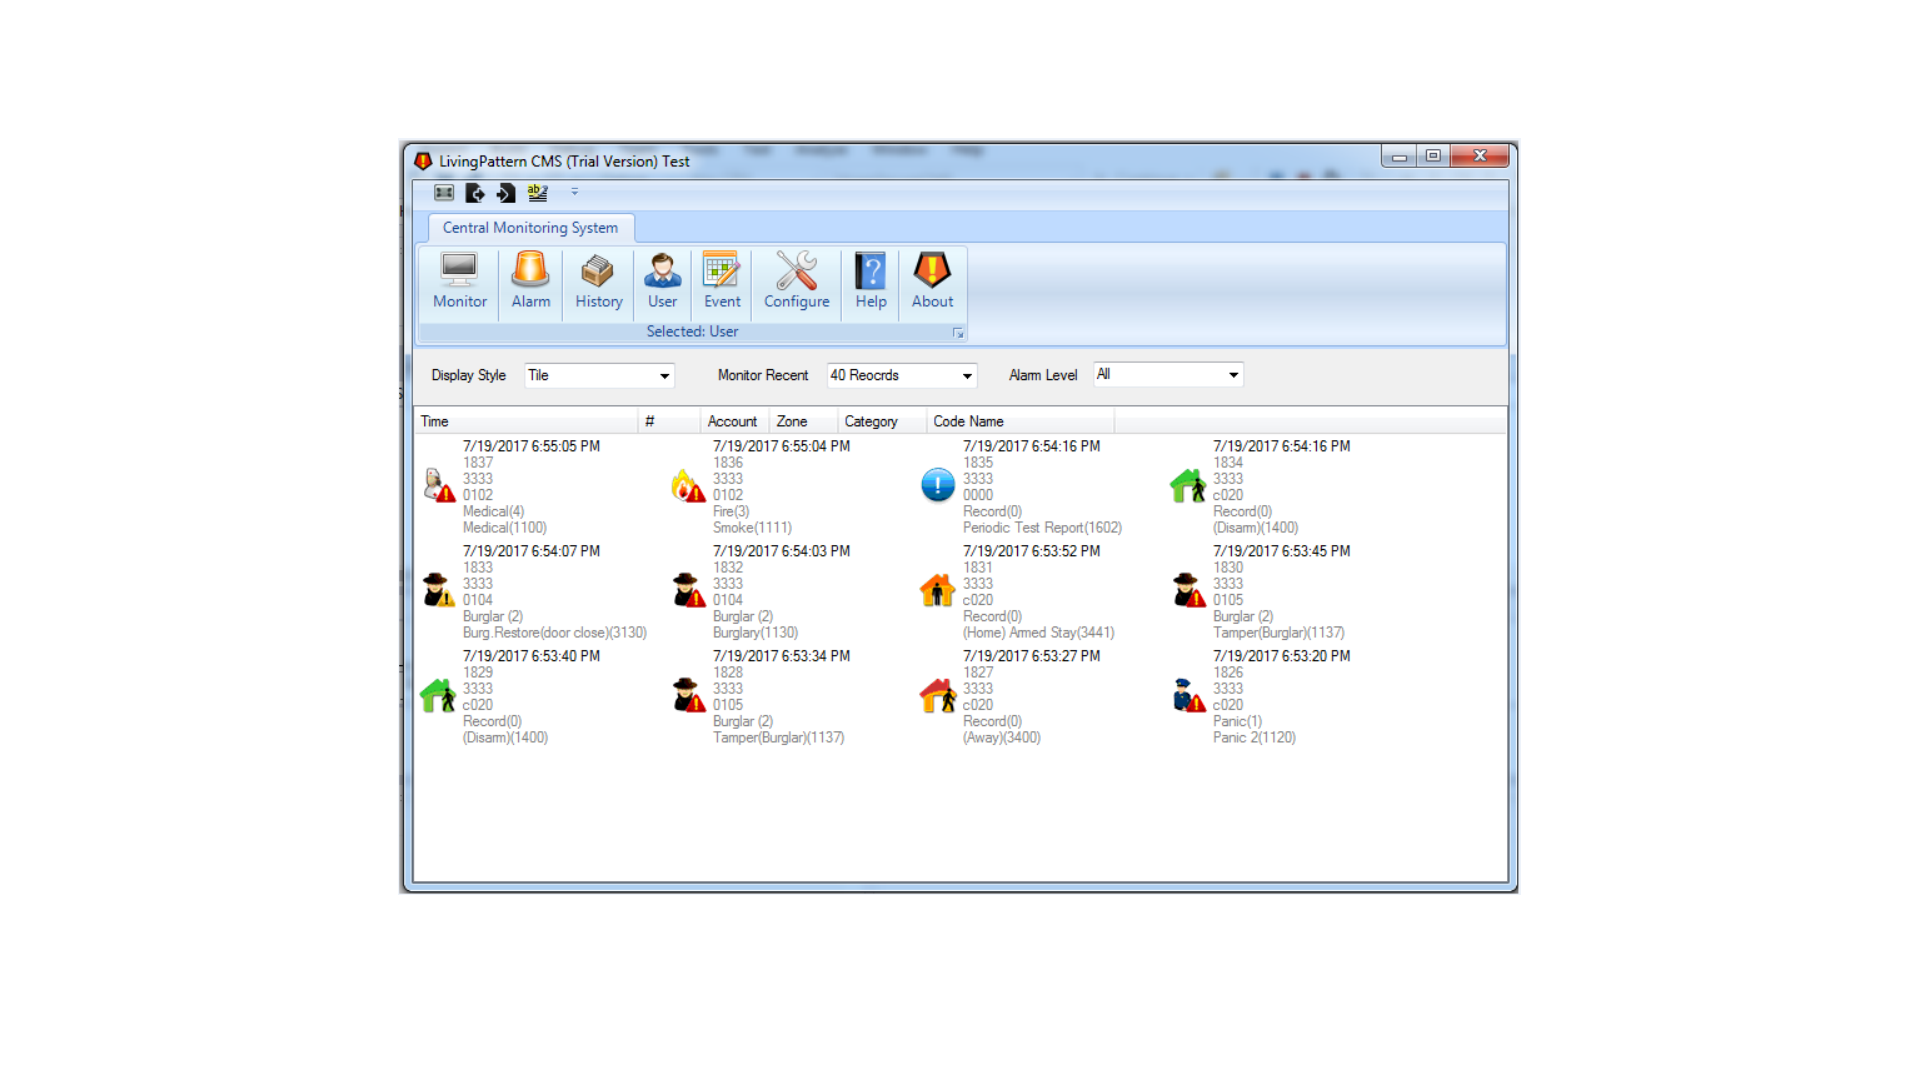 LivingPattern CMS (Trial Version) Test
Central Monitoring System
Monitor Alarm History User Event Configure Help About
Selected: User
Display Style Tile Monitor Recent 40 Reocrds Alarm Level All
Time # Account Zone Category Code Name
7/19/2017 6:55:05 PM
1837
3333
0102
Medical(4)
Medical(1100)
7/19/2017 6:55:04 PM
1836
3333
0102
Fire(3)
Smoke(1111)
7/19/2017 6:54:16 PM
1835
3333
0000
Record(0)
Periodic Test Report(1602)
7/19/2017 6:54:16 PM
1834
3333
c020
Record(0)
(Disarm)(1400)
7/19/2017 6:54:07 PM
1833
3333
0104
Burglar (2)
Burg.Restore(door close)(3130)
7/19/2017 6:54:03 PM
1832
3333
0104
Burglar (2)
Burglary(1130)
7/19/2017 6:53:52 PM
1831
3333
c020
Record(0)
(Home) Armed Stay(3441)
7/19/2017 6:53:45 PM
1830
3333
0105
Burglar (2)
Tamper(Burglar)(1137)
7/19/2017 6:53:40 PM
1829
3333
c020
Record(0)
(Disarm)(1400)
7/19/2017 6:53:34 PM
1828
3333
0105
Burglar (2)
Tamper(Burglar)(1137)
7/19/2017 6:53:27 PM
1827
3333
c020
Record(0)
(Away)(3400)
7/19/2017 6:53:20 PM
1826
3333
c020
Panic(1)
Panic 2(1120)